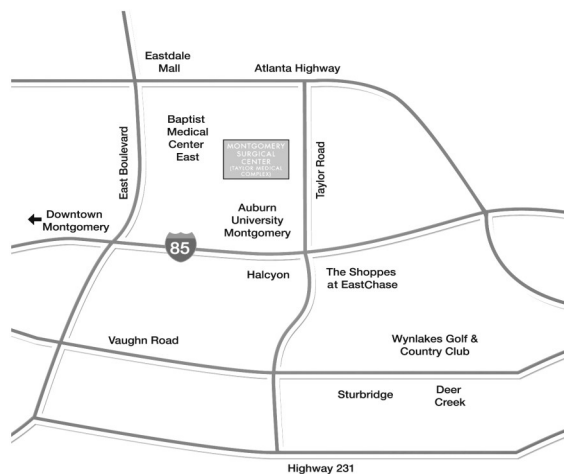 Eastdale
Mall
Atlanta Highway
Baptist
Medical
Center
East
MONTGOMERY
SURGICAL
CENTER
(TAYLOR MEDICAL
COMPLEX)
East Boulevard
Taylor Road
Downtown
Montgomery
Auburn
University
Montgomery
85
Halcyon
The Shoppes
at EastChase
Vaughn Road
Wynlakes Golf &
Country Club
Sturbridge
Deer
Creek
Highway 231